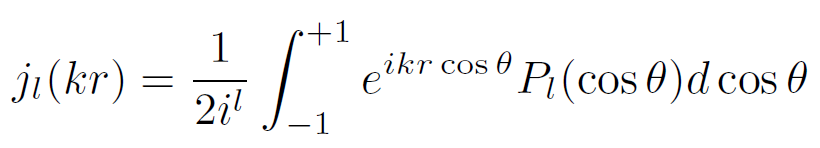 j_l(kr) = \frac{1}{2i^l} \int_{-1}^{+1} e^{ikr \cos \theta} P_l(\cos \theta) d \cos \theta